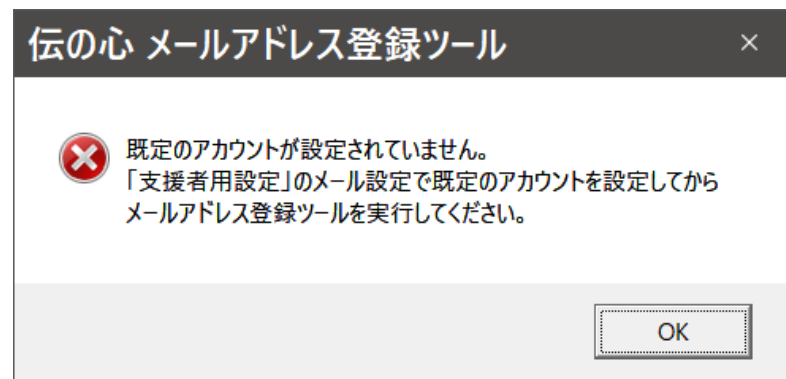 伝の心 メールアドレス登録ツール
既定のアカウントが設定されていません。
「支援者用設定」のメール設定で既定のアカウントを設定してから
メールアドレス登録ツールを実行してください。
OK